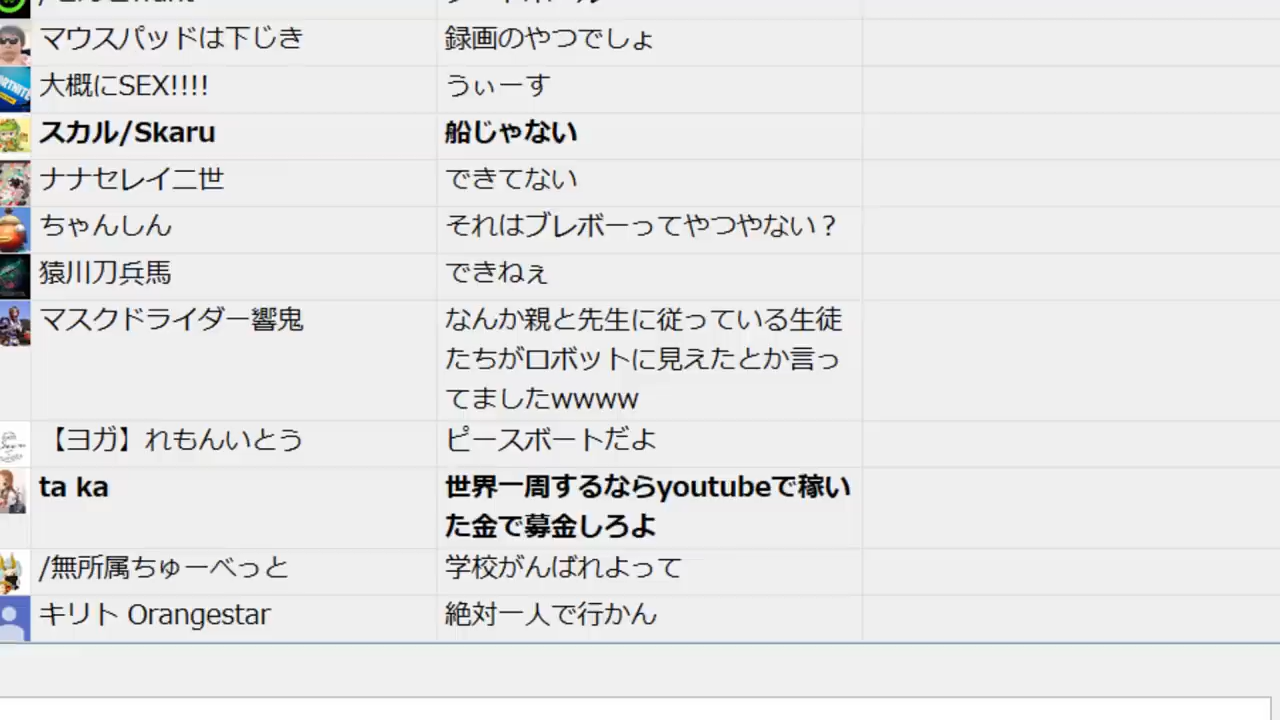 マウスパッドは下じき 録画のやつでしょ
大概にSEX!!!! うぃーす
スカル/Skaru 船じゃない
ナナセレイ二世 できてない
ちゃんしん それはブレボーってやつやない？
猿川刀兵馬 できねぇ
マスクドライダー響鬼 なんか親と先生に従っている生徒
たちがロボットに見えたとか言っ
てましたwwww
【ヨガ】れもんいとう ピースボートだよ
ta ka 世界一周するならyoutubeで稼い
た金で募金しろよ
/無所属ちゅーべっと 学校がんばれよって
キリト Orangestar 絶対一人で行かん